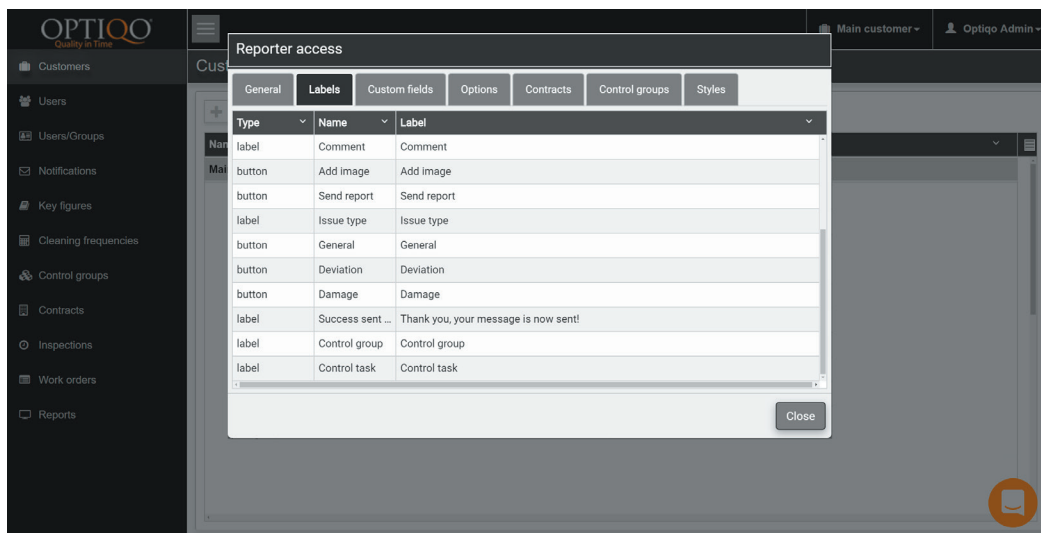 OPTIQO
Quality in Time
Main customer
Optiqo Admin
Customers
Users
Users/Groups
Notifications
Key figures
Cleaning frequencies
Control groups
Contracts
Inspections
Work orders
Reports
Cus
Nan
Mai
Reporter access
General Labels Custom fields Options Contracts Control groups Styles
Type Name Label
label Comment Comment
button Add image Add image
button Send report Send report
label Issue type Issue type
button General General
button Deviation Deviation
button Damage Damage
label Success sent ... Thank you, your message is now sent!
label Control group Control group
label Control task Control task
Close